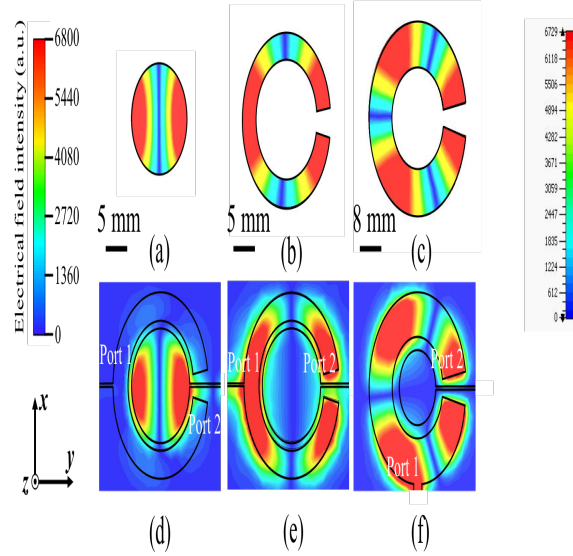 Electrical field intensity (a.u.)
6800
5440
4080
2720
1360
0
5 mm
(a)
5 mm
(b)
8 mm
(c)
6729
6118
5506
4894
4282
3671
3059
2447
1835
1224
612
0
Port 1
Port 2
(d)
Port 1
Port 2
(e)
Port 2
Port 1
(f)
x
z
y